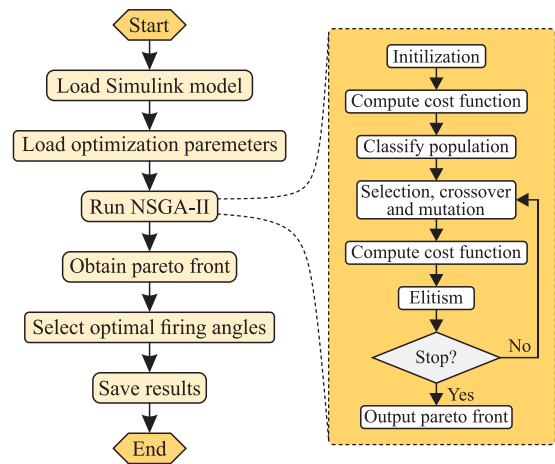 Start
Load Simulink model
Load optimization paremeters
Run NSGA-II
Obtain pareto front
Select optimal firing angles
Save results
End
Initilization
Compute cost function
Classify population
Selection, crossover
and mutation
Compute cost function
Elitism
Stop?
No
Yes
Output pareto front